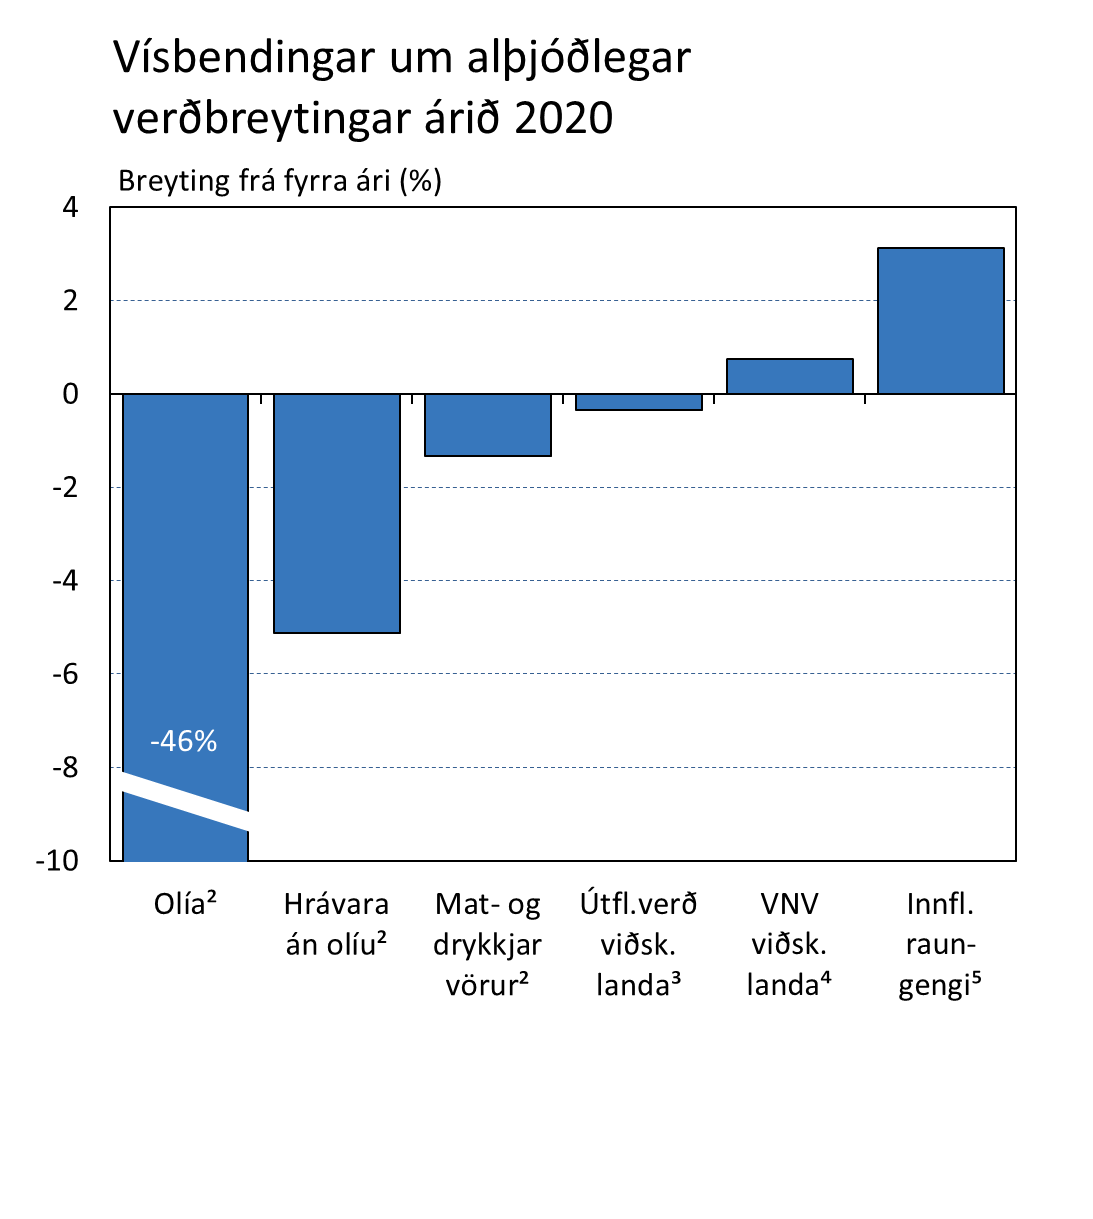 Vísbendingar um alþjóðlegar
verðbreytingar árið 2020
Breyting frá fyrra ári (%)
4
2
0
-2
-4
-6
-8
-10
-46%
Olía²
Hrávara
án olíu²
Mat- og
drykkjar
vörur²
Útfl.verð
viðsk.
landa³
VNV
viðsk.
landa⁴
Innfl.
raun-
gengi⁵